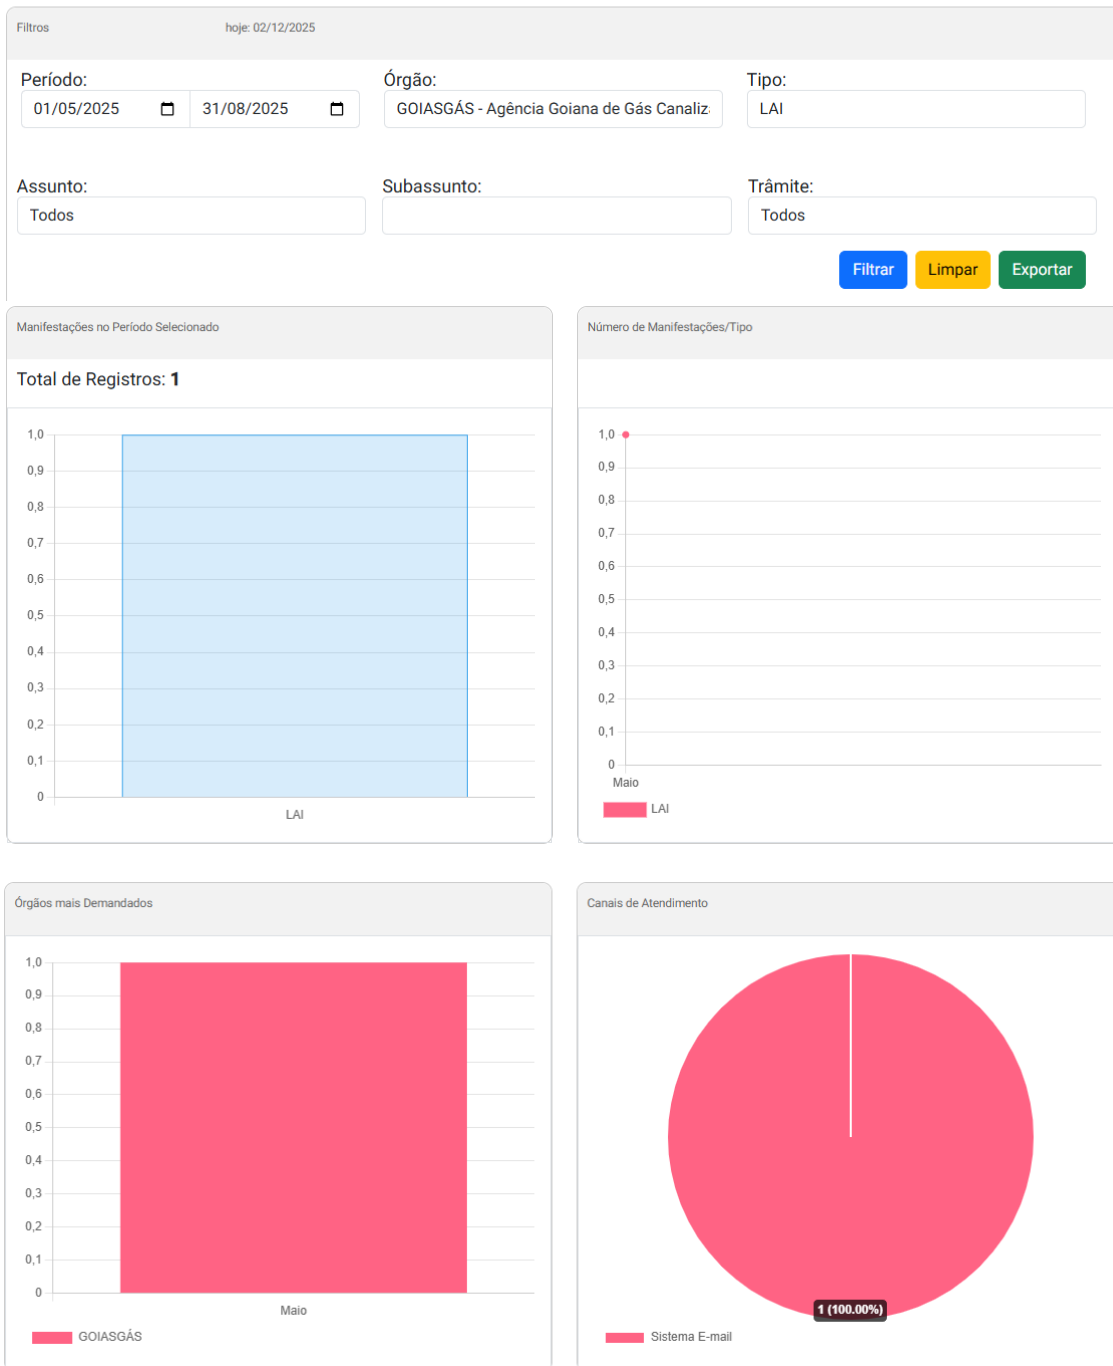 Filtros hoje: 02/12/2025
Período: Órgão: Tipo:
01/05/2025 31/08/2025 GOIASGÁS - Agência Goiana de Gás Canaliz LAI
Assunto: Subassunto: Trâmite:
Todos Todos
Filtrar Limpar Exportar
Manifestações no Período Selecionado
Total de Registros: 1
1,0
0,9
0,8
0,7
0,6
0,5
0,4
0,3
0,2
0,1
0
LAI
Número de Manifestações/Tipo
1,0
0,9
0,8
0,7
0,6
0,5
0,4
0,3
0,2
0,1
0
Maio
LAI
Órgãos mais Demandados
1,0
0,9
0,8
0,7
0,6
0,5
0,4
0,3
0,2
0,1
0
Maio
GOIASGÁS
Canais de Atendimento
1 (100.00%)
Sistema E-mail